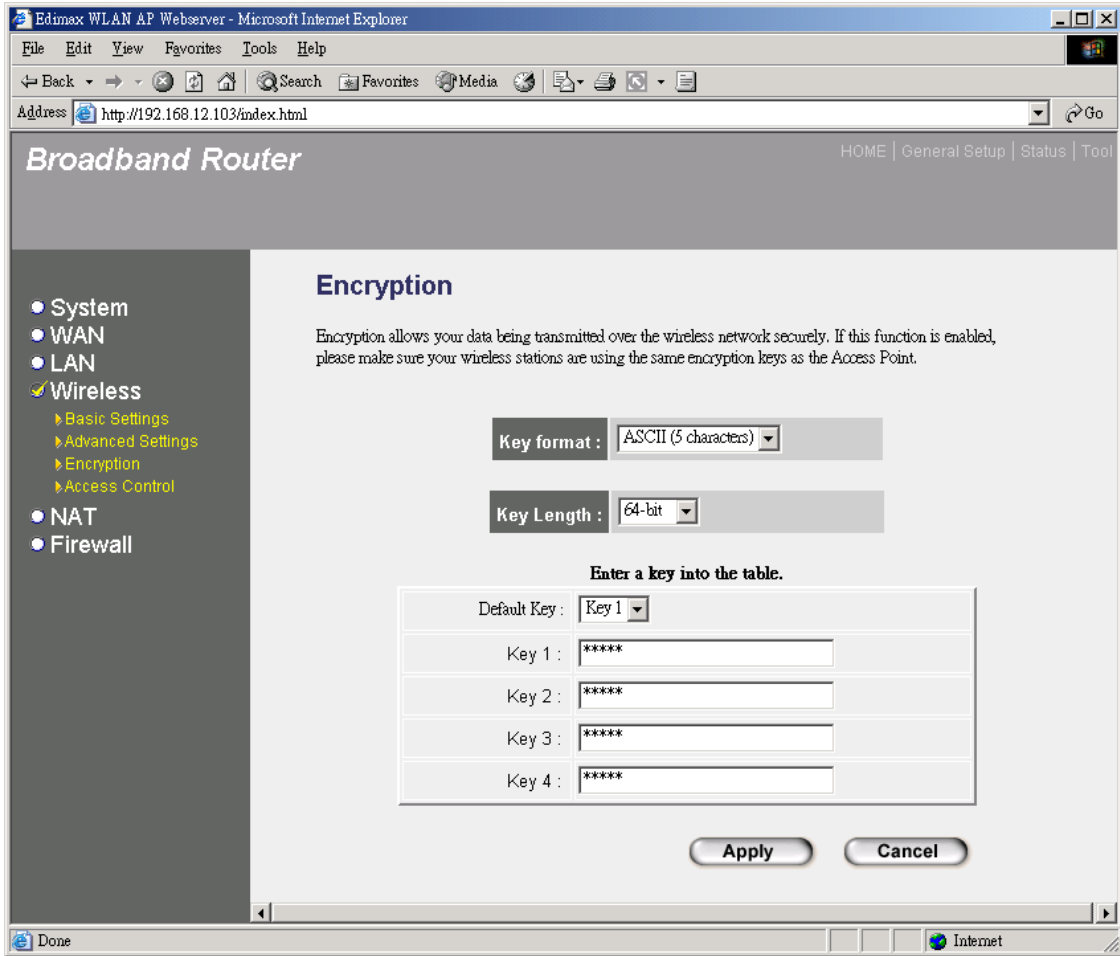 Edimax WLAN AP Webserver - Microsoft Internet Explorer
File Edit View Favorites Tools Help
Back Search Favorites Media
Address http://192.168.12.103/index.html Go
Broadband Router
HOME | General Setup | Status | Tool
System
WAN
LAN
Wireless
Basic Settings
Advanced Settings
Encryption
Access Control
NAT
Firewall
Encryption
Encryption allows your data being transmitted over the wireless network securely. If this function is enabled,
please make sure your wireless stations are using the same encryption keys as the Access Point.
Key format : ASCII (5 characters)
Key Length : 64-bit
Enter a key into the table.
Default Key : Key 1
Key 1 : *****
Key 2 : *****
Key 3 : *****
Key 4 : *****
Apply Cancel
Done Internet